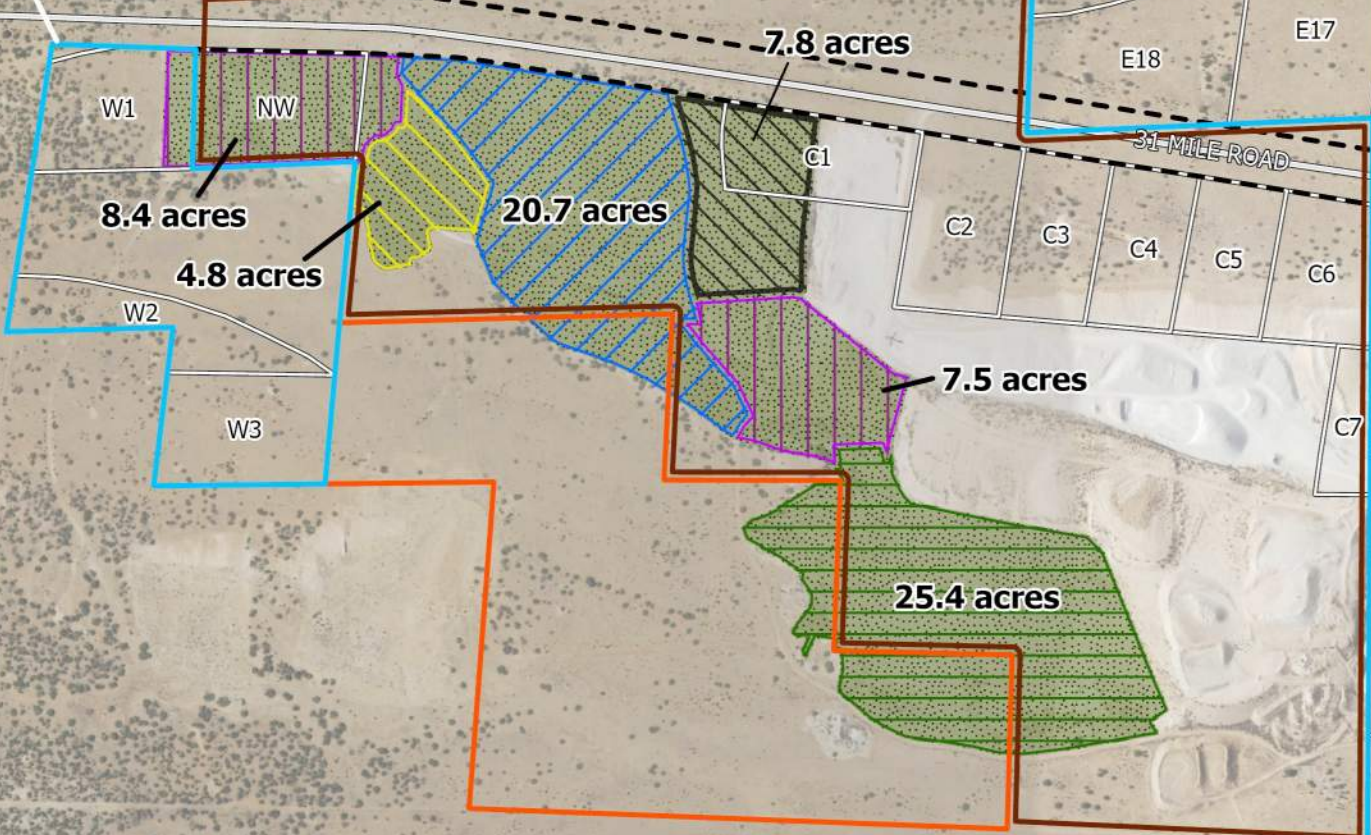 E17
7.8 acres
E18
W1
NW
31 MILE ROAD
C1
8.4 acres
20.7 acres
C2
C3
C4
C5
C6
4.8 acres
W2
7.5 acres
W3
C7
25.4 acres